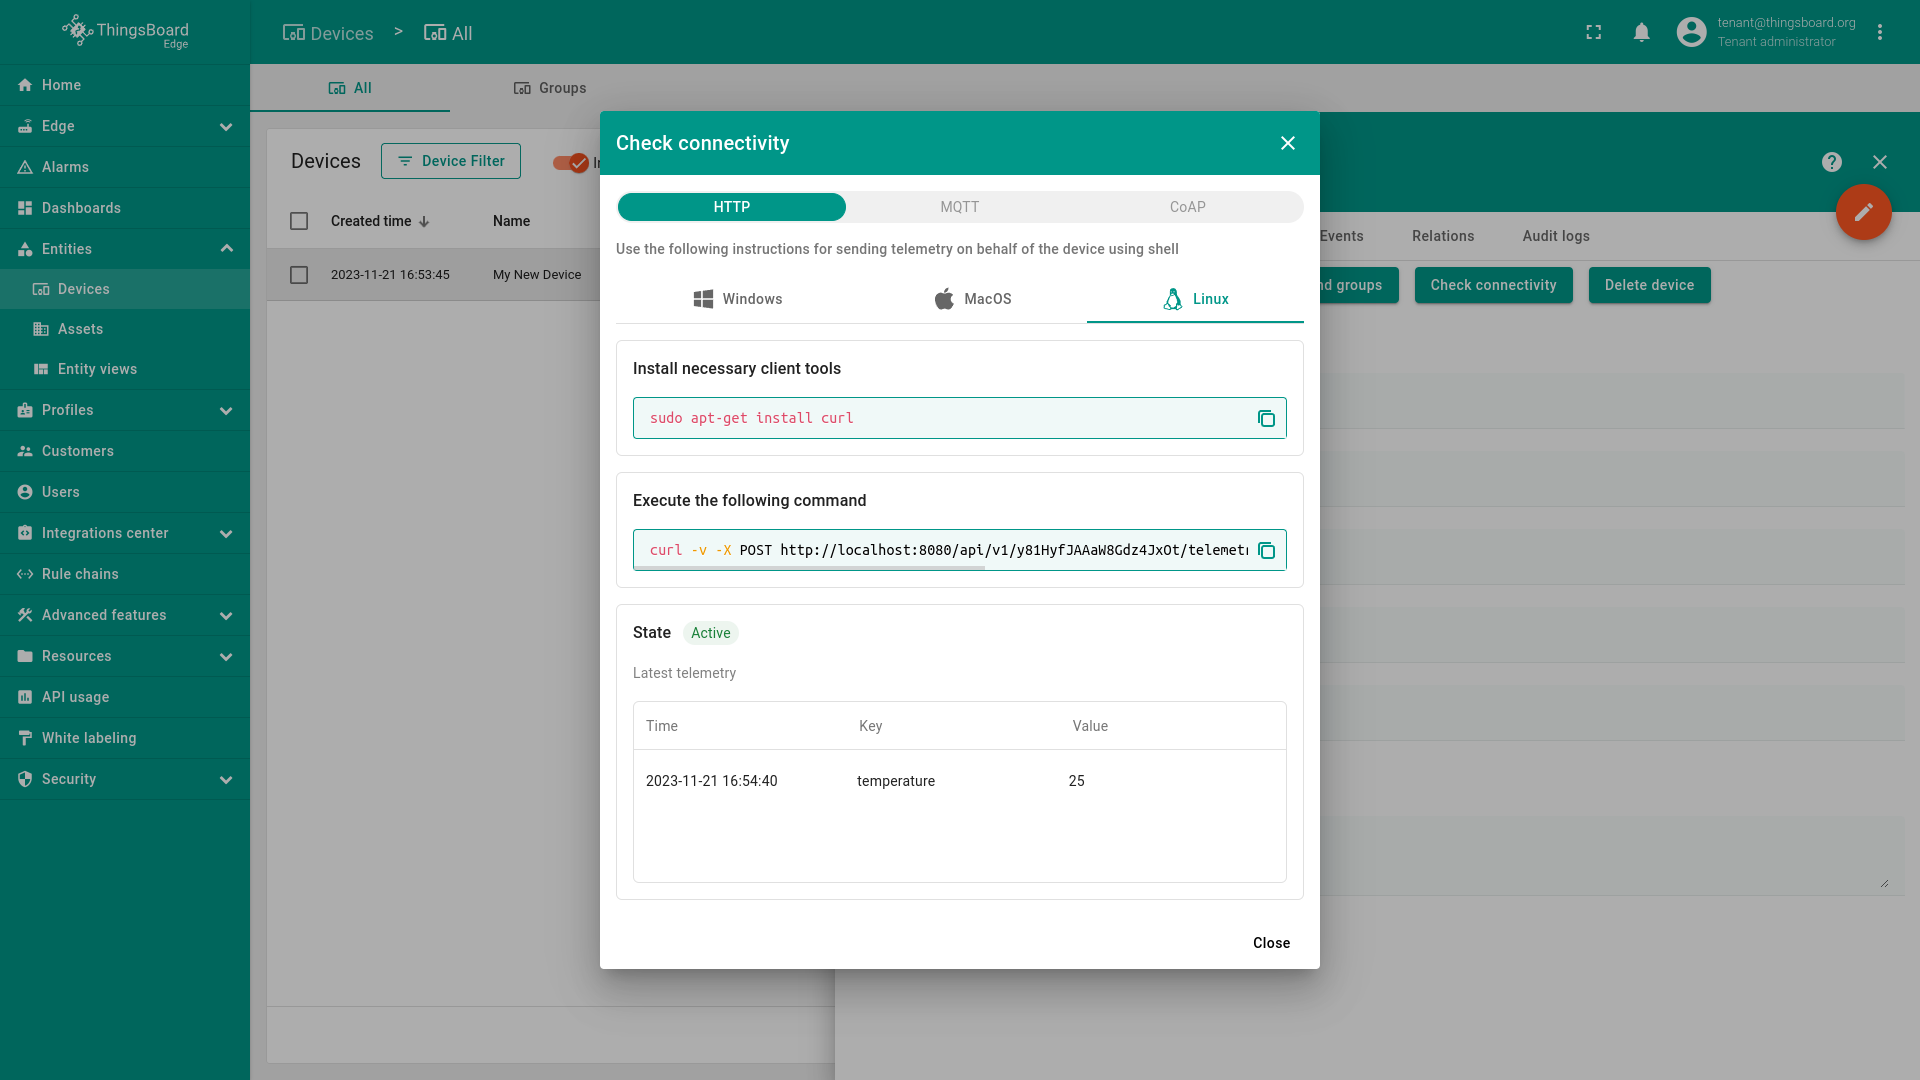 ThingsBoard
Edge
Devices > All
tenant@thingsboard.org
Tenant administrator
Home
Edge
Alarms
Dashboards
Entities
Devices
Assets
Entity views
Profiles
Customers
Users
Integrations center
Rule chains
Advanced features
Resources
API usage
White labeling
Security
All
Groups
Devices
Device Filter
Created time
Name
2023-11-21 16:53:45
My New Device
Events
Relations
Audit logs
groups
Check connectivity
Delete device
Check connectivity
HTTP
MQTT
CoAP
Use the following instructions for sending telemetry on behalf of the device using shell
Windows
MacOS
Linux
Install necessary client tools
sudo apt-get install curl
Execute the following command
curl -v -X POST http://localhost:8080/api/v1/y81HyfJAAaW8Gdz4JxOt/telemetr
State
Active
Latest telemetry
Time
Key
Value
2023-11-21 16:54:40
temperature
25
Close